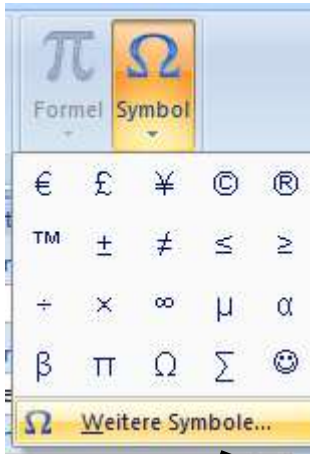 π Ω
Formel Symbol
€ £ ¥ © ®
™ ± ≠ ≤ ≥
÷ × ∞ µ α
β π Ω ∑ ☺
Ω Weitere Symbole...